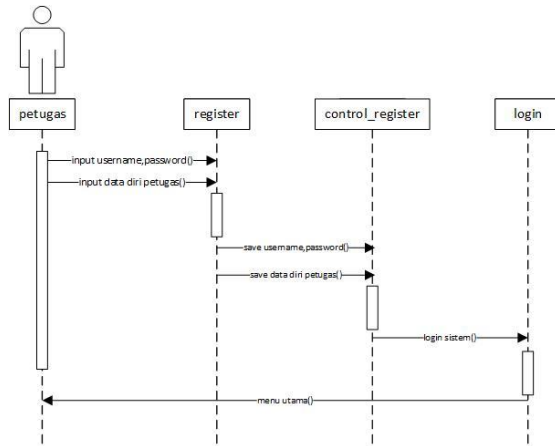 petugas
register
control_register
login
input username,password()
input data diri petugas()
save username,password()
save data diri petugas()
login sistem()
menu utama()